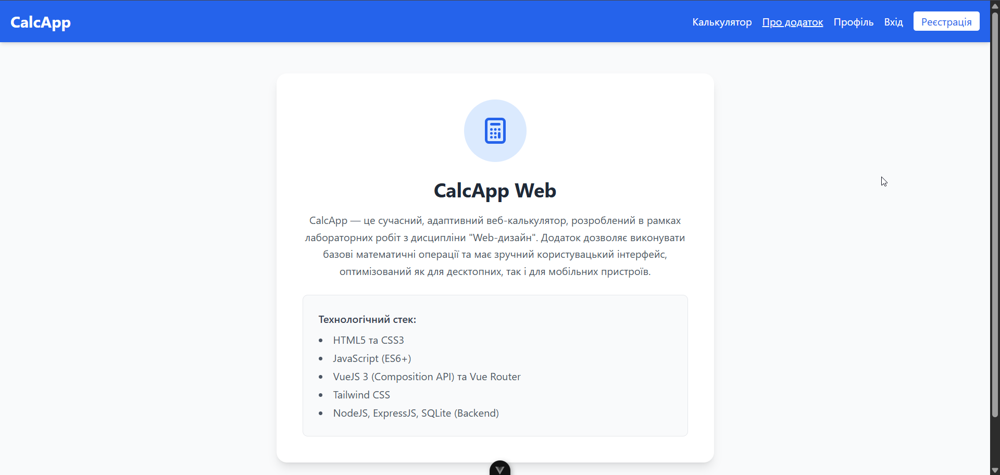 CalcApp
Калькулятор Про додаток Профіль Вхід Реєстрація
CalcApp Web
CalcApp — це сучасний, адаптивний веб-калькулятор, розроблений в рамках
лабораторних робіт з дисципліни "Web-дизайн". Додаток дозволяє виконувати
базові математичні операції та має зручний користувацький інтерфейс,
оптимізований як для десктопних, так і для мобільних пристроїв.
Технологічний стек:
HTML5 та CSS3
JavaScript (ES6+)
VueJS 3 (Composition API) та Vue Router
Tailwind CSS
NodeJS, ExpressJS, SQLite (Backend)